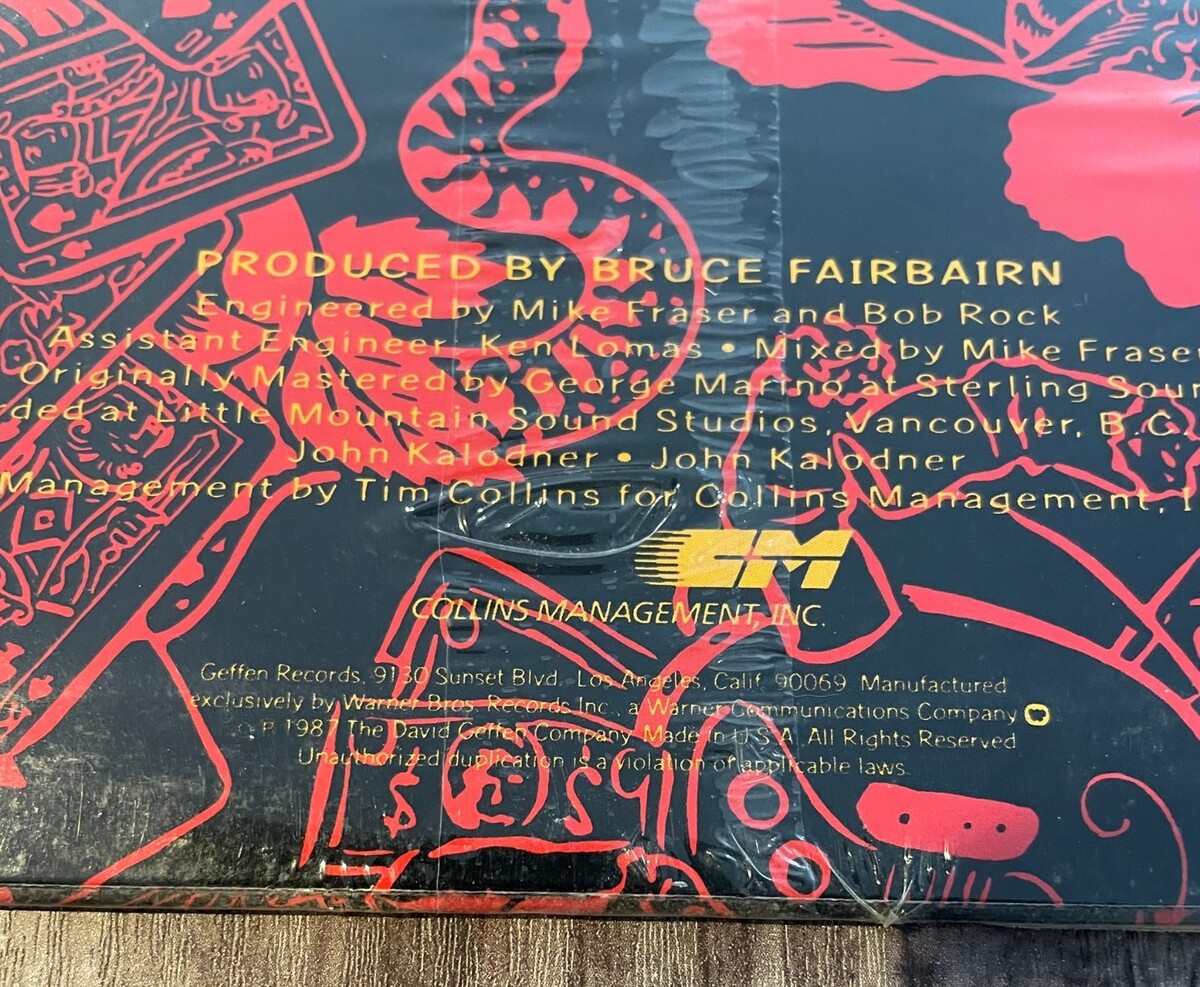 PRODUCED BY BRUCE FAIRBAIRN
Engineered by Mike Fraser and Bob Rock
Assistant Engineer Ken Lomas • Mixed by Mike Fraser
Originally Mastered by George Marino at Sterling Soun
ded at Little Mountain Sound Studios, Vancouver, B.C.
John Kalodner • John Kalodner
Management by Tim Collins for Collins Management, I
CM
COLLINS MANAGEMENT, INC.
Geffen Records, 9130 Sunset Blvd., Los Angeles, Calif. 90069 Manufactured
exclusively by Warner Bros. Records Inc., a Warner Communications Company
© ℗ 1987 The David Geffen Company Made in U.S.A. All Rights Reserved
Unauthorized duplication is a violation of applicable laws.
$ $